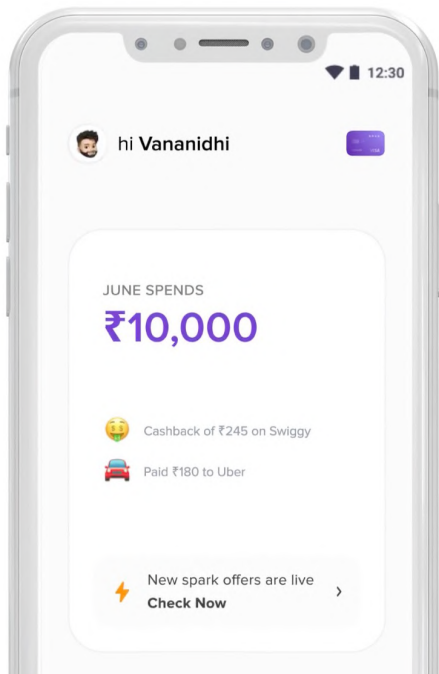 12:30
hi Vananidhi
JUNE SPENDS
₹10,000
Cashback of ₹245 on Swiggy
Paid ₹180 to Uber
New spark offers are live
Check Now